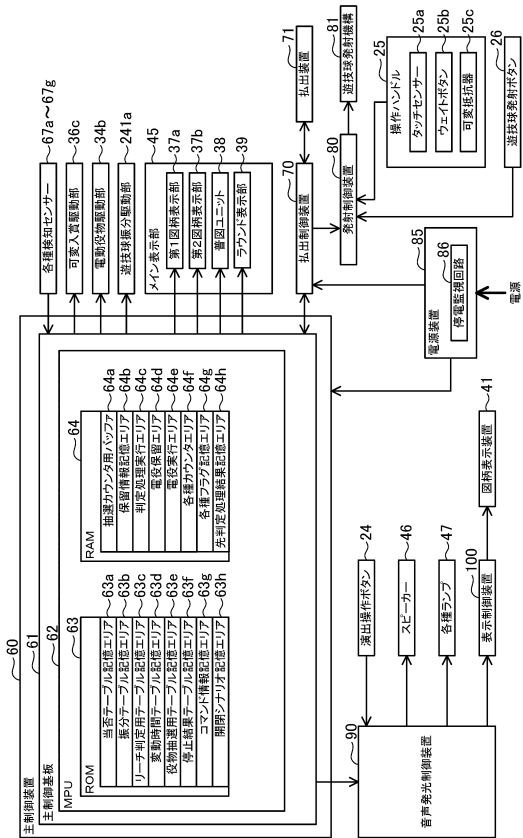 主制御装置
60
主制御基板
61
MPU
62
ROM
63
当否テーブル記憶エリア
63a
振分テーブル記憶エリア
63b
リーチ判定用テーブル記憶エリア
63c
変動時間テーブル記憶エリア
63d
役物抽選用テーブル記憶エリア
63e
停止結果テーブル記憶エリア
63f
コマンド情報記憶エリア
63g
開閉シナリオ記憶エリア
63h
RAM
64
抽選カウンタ用バッファ
64a
保留情報記憶エリア
64b
判定処理実行エリア
64c
電役保留エリア
64d
電役実行エリア
64e
各種カウンタエリア
64f
各種フラグ記憶エリア
64g
先判定処理結果記憶エリア
64h
各種検知センサー
67a～67g
可変入賞駆動部
36c
電動役物駆動部
34b
遊技球振分駆動部
241a
メイン表示部
45
第1図柄表示部
37a
第2図柄表示部
37b
普図ユニット
38
ラウンド表示部
39
払出制御装置
70
払出装置
71
発射制御装置
80
遊技球発射機構
81
操作ハンドル
25
タッチセンサー
25a
ウェイトボタン
25b
可変抵抗器
25c
遊技球発射ボタン
26
電源装置
85
停電監視回路
86
電源
音声発光制御装置
90
演出操作ボタン
24
スピーカー
46
各種ランプ
47
表示制御装置
100
図柄表示装置
41